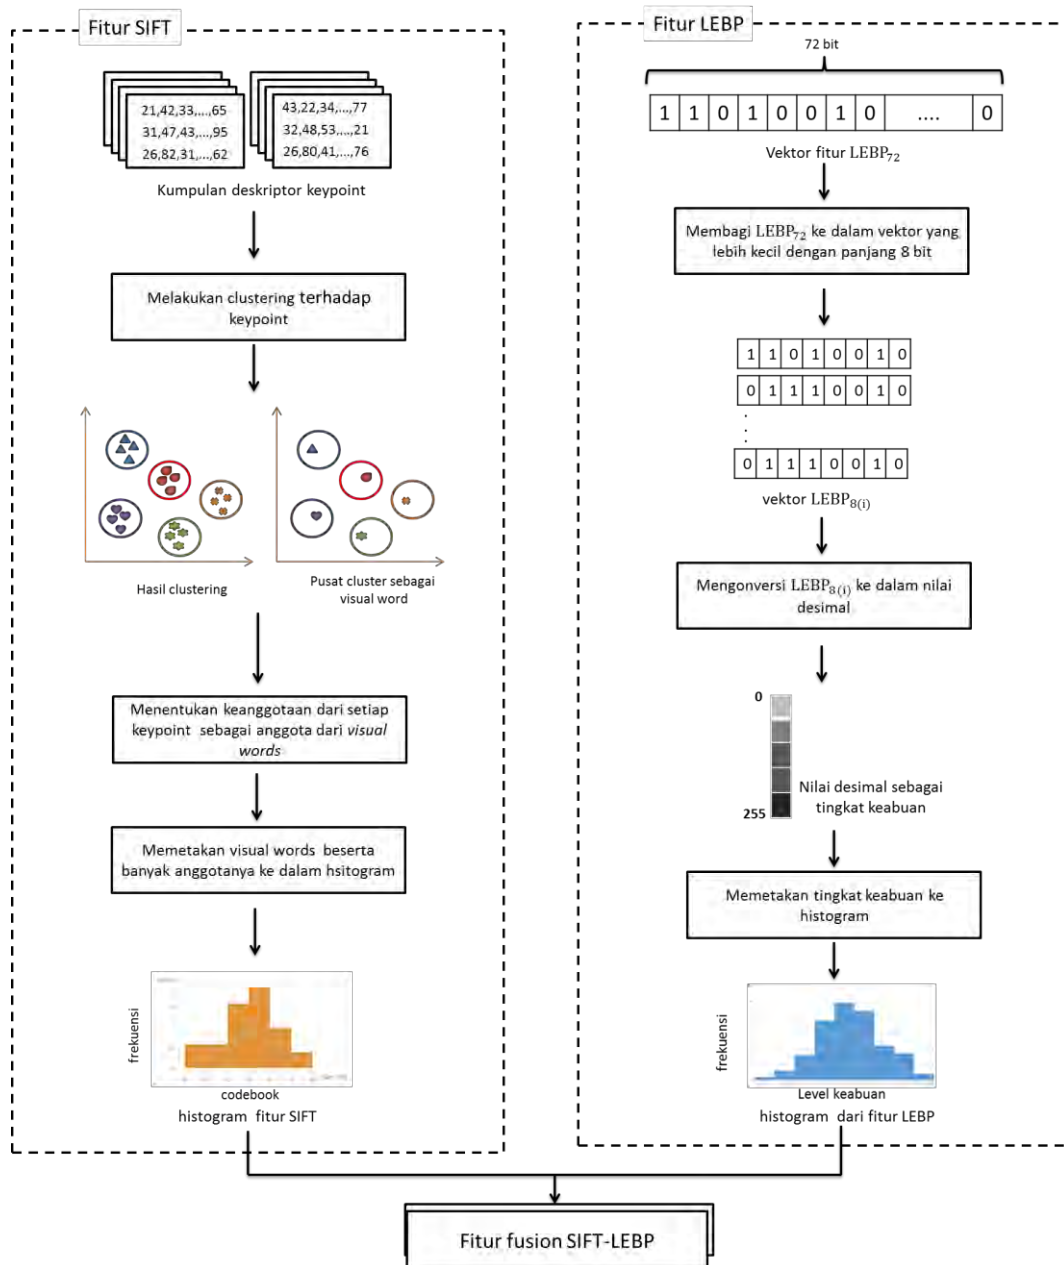 Fitur SIFT
21,42,33,...,65
31,47,43,...,95
26,82,31,...,62
43,22,34,...,77
32,48,53,...,21
26,80,41,...,76
Kumpulan deskriptor keypoint
Melakukan clustering terhadap
keypoint
Hasil clustering
Pusat cluster sebagai
visual word
Menentukan keanggotaan dari setiap
keypoint sebagai anggota dari visual
words
Memetakan visual words beserta
banyak anggotanya ke dalam hsitogram
frekuensi
codebook
histogram fitur SIFT
Fitur LEBP
72 bit
1 1 0 1 0 0 1 0 .... 0
Vektor fitur LEBP72
Membagi LEBP72 ke dalam vektor yang
lebih kecil dengan panjang 8 bit
1 1 0 1 0 0 1 0
0 1 1 1 0 0 1 0
0 1 1 1 0 0 1 0
vektor LEBP8(i)
Mengonversi LEBP8(i) ke dalam nilai
desimal
0
255
Nilai desimal sebagai
tingkat keabuan
Memetakan tingkat keabuan ke
histogram
frekuensi
Level keabuan
histogram dari fitur LEBP
Fitur fusion SIFT-LEBP